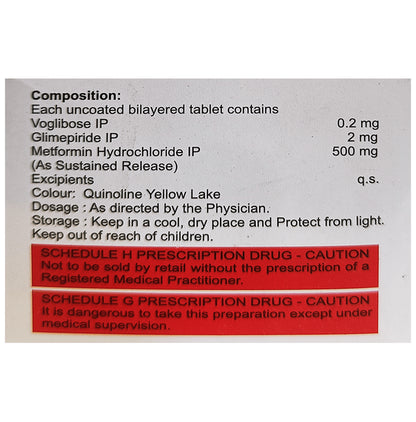 Composition:
Each uncoated bilayered tablet contains
Voglibose IP 0.2 mg
Glimepiride IP 2 mg
Metformin Hydrochloride IP 500 mg
(As Sustained Release)
Excipients q.s.
Colour: Quinoline Yellow Lake
Dosage : As directed by the Physician.
Storage : Keep in a cool, dry place and Protect from light.
Keep out of reach of children.
SCHEDULE H PRESCRIPTION DRUG - CAUTION
Not to be sold by retail without the prescription of a
Registered Medical Practitioner.
SCHEDULE G PRESCRIPTION DRUG - CAUTION
It is dangerous to take this preparation except under
medical supervision.